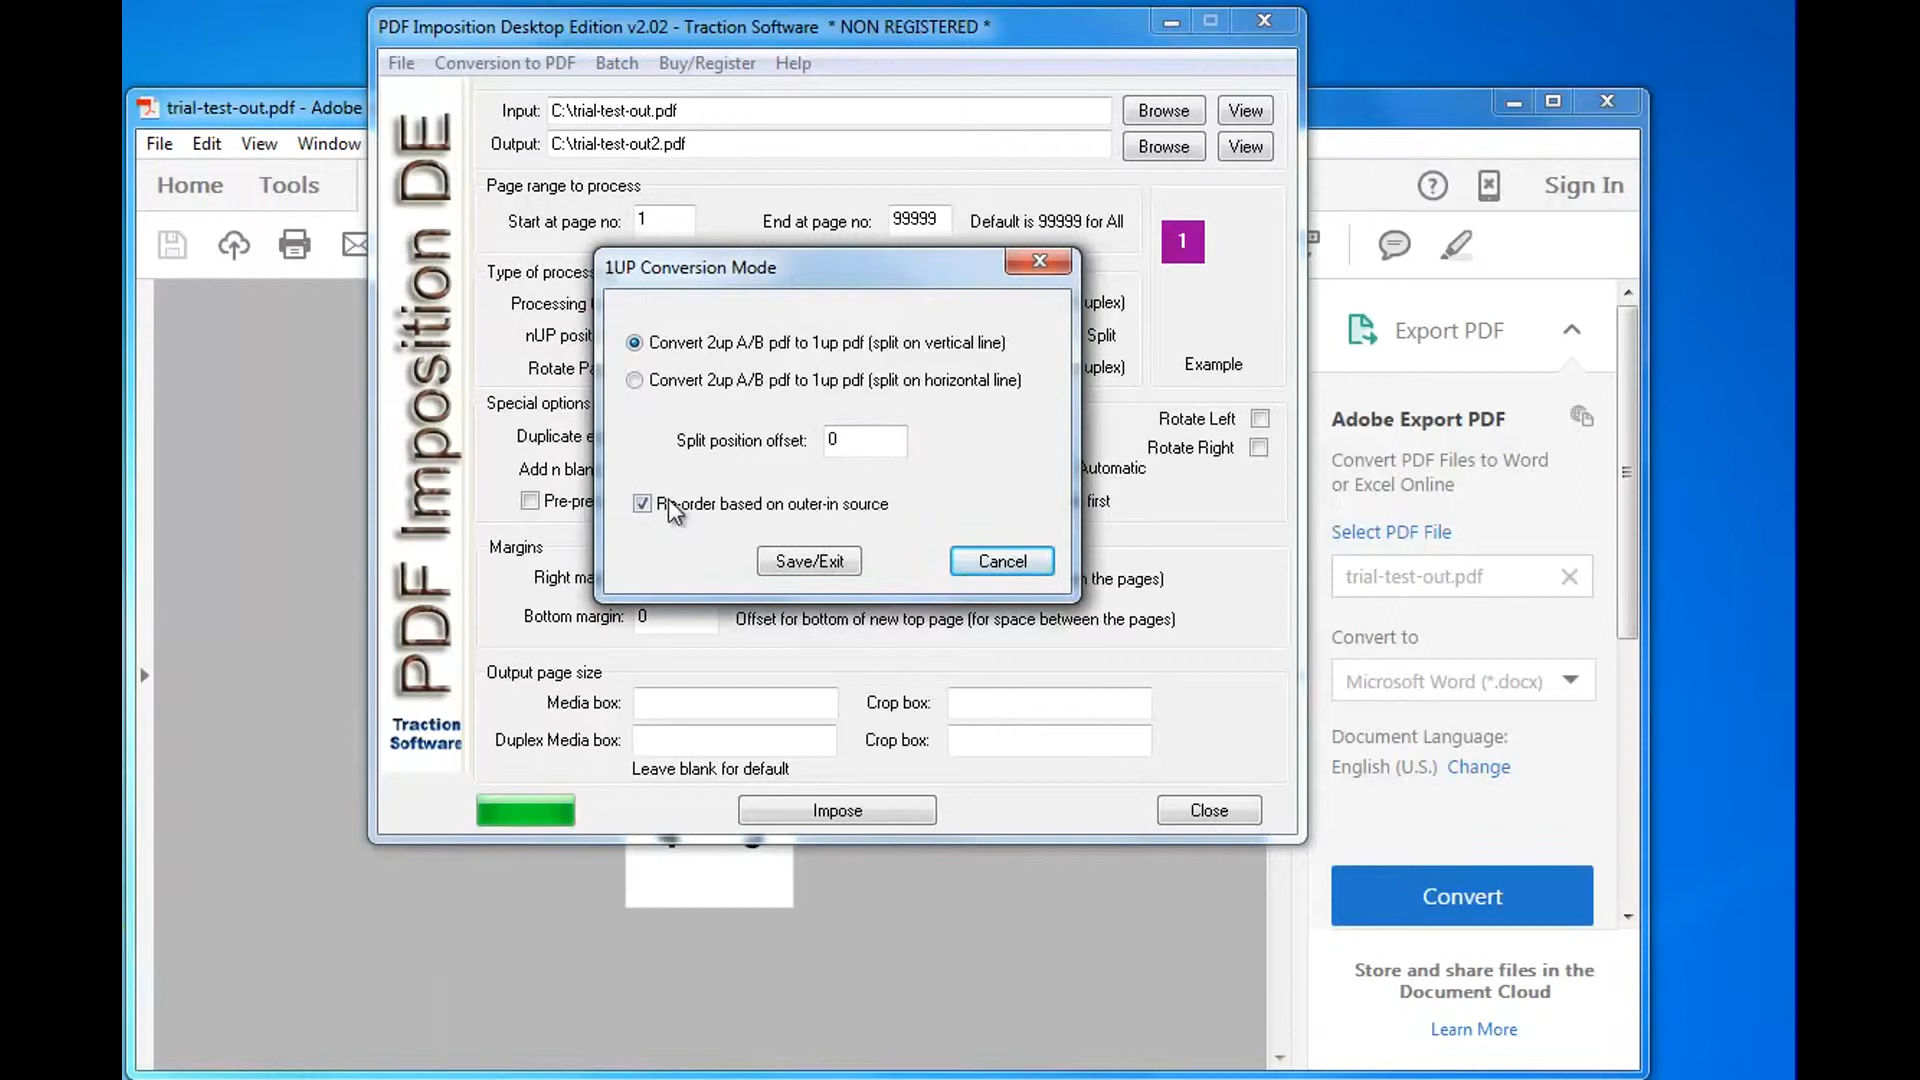 PDF Imposition Desktop Edition v2.02 - Traction Software * NON REGISTERED *
File Conversion to PDF Batch Buy/Register Help
trial-test-out.pdf - Adobe
File Edit View Window
Home Tools
Sign In
PDF Imposition DE
Traction
Software
Input: C:\trial-test-out.pdf Browse View
Output: C:\trial-test-out2.pdf Browse View
Page range to process
Start at page no: 1 End at page no: 99999 Default is 99999 for All
1
Example
Type of process
Processing
uplex)
nUP posit
Split
Rotate Pa
uplex)
1UP Conversion Mode
Convert 2up A/B pdf to 1up pdf (split on vertical line)
Convert 2up A/B pdf to 1up pdf (split on horizontal line)
Split position offset: 0
Re-order based on outer-in source
Save/Exit Cancel
Special options
Duplicate e
Rotate Left
Rotate Right
Add n blan
Automatic
Pre-pre
first
Margins
Right ma
n the pages)
Bottom margin: 0 Offset for bottom of new top page (for space between the pages)
Output page size
Media box: Crop box:
Duplex Media box: Crop box:
Leave blank for default
Impose Close
Export PDF
Adobe Export PDF
Convert PDF Files to Word
or Excel Online
Select PDF File
trial-test-out.pdf
Convert to
Microsoft Word (*.docx)
Document Language:
English (U.S.) Change
Convert
Store and share files in the
Document Cloud
Learn More